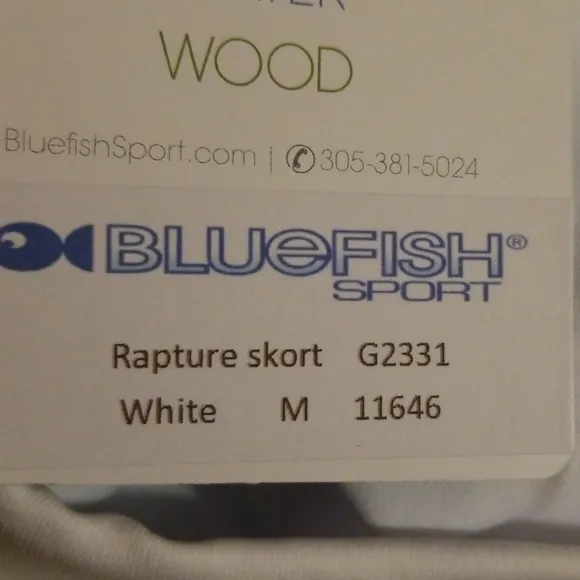 WOOD
BluefishSport.com | 305-381-5024
BLUEFISH®
SPORT
Rapture skort G2331
White M 11646